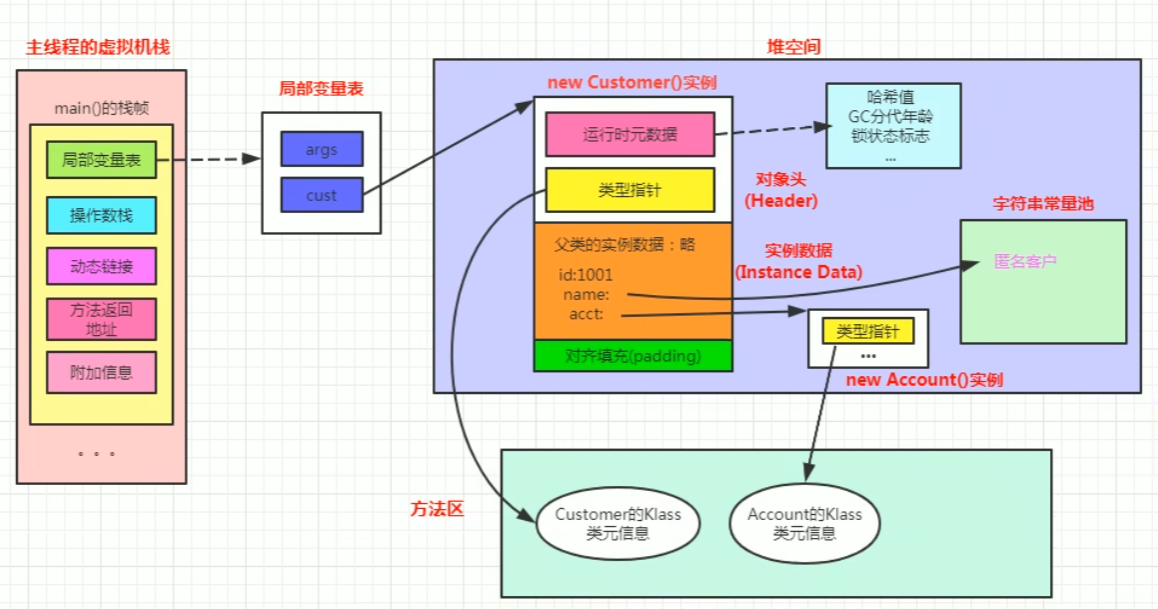 主线程的虚拟机栈
main()的栈帧
局部变量表
操作数栈
动态链接
方法返回
地址
附加信息
。。。
局部变量表
args
cust
堆空间
new Customer()实例
运行时元数据
类型指针
父类的实例数据：略
id:1001
name:
acct:
对齐填充(padding)
哈希值
GC分代年龄
锁状态标志
...
对象头
(Header)
实例数据
(Instance Data)
字符串常量池
匿名客户
类型指针
...
new Account()实例
方法区
Customer的Klass
类元信息
Account的Klass
类元信息